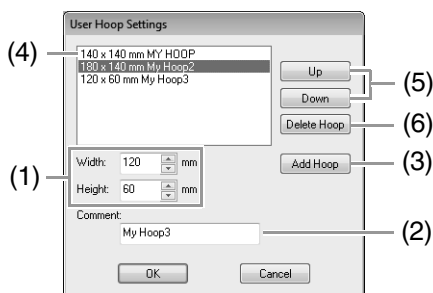 User Hoop Settings
(4)
140 x 140 mm MY HOOP
180 x 140 mm My Hoop2
120 x 60 mm My Hoop3
Up
Down
(5)
Delete Hoop
(6)
(1)
Width: 120 mm
Height: 60 mm
Add Hoop
(3)
Comment:
My Hoop3
(2)
OK
Cancel